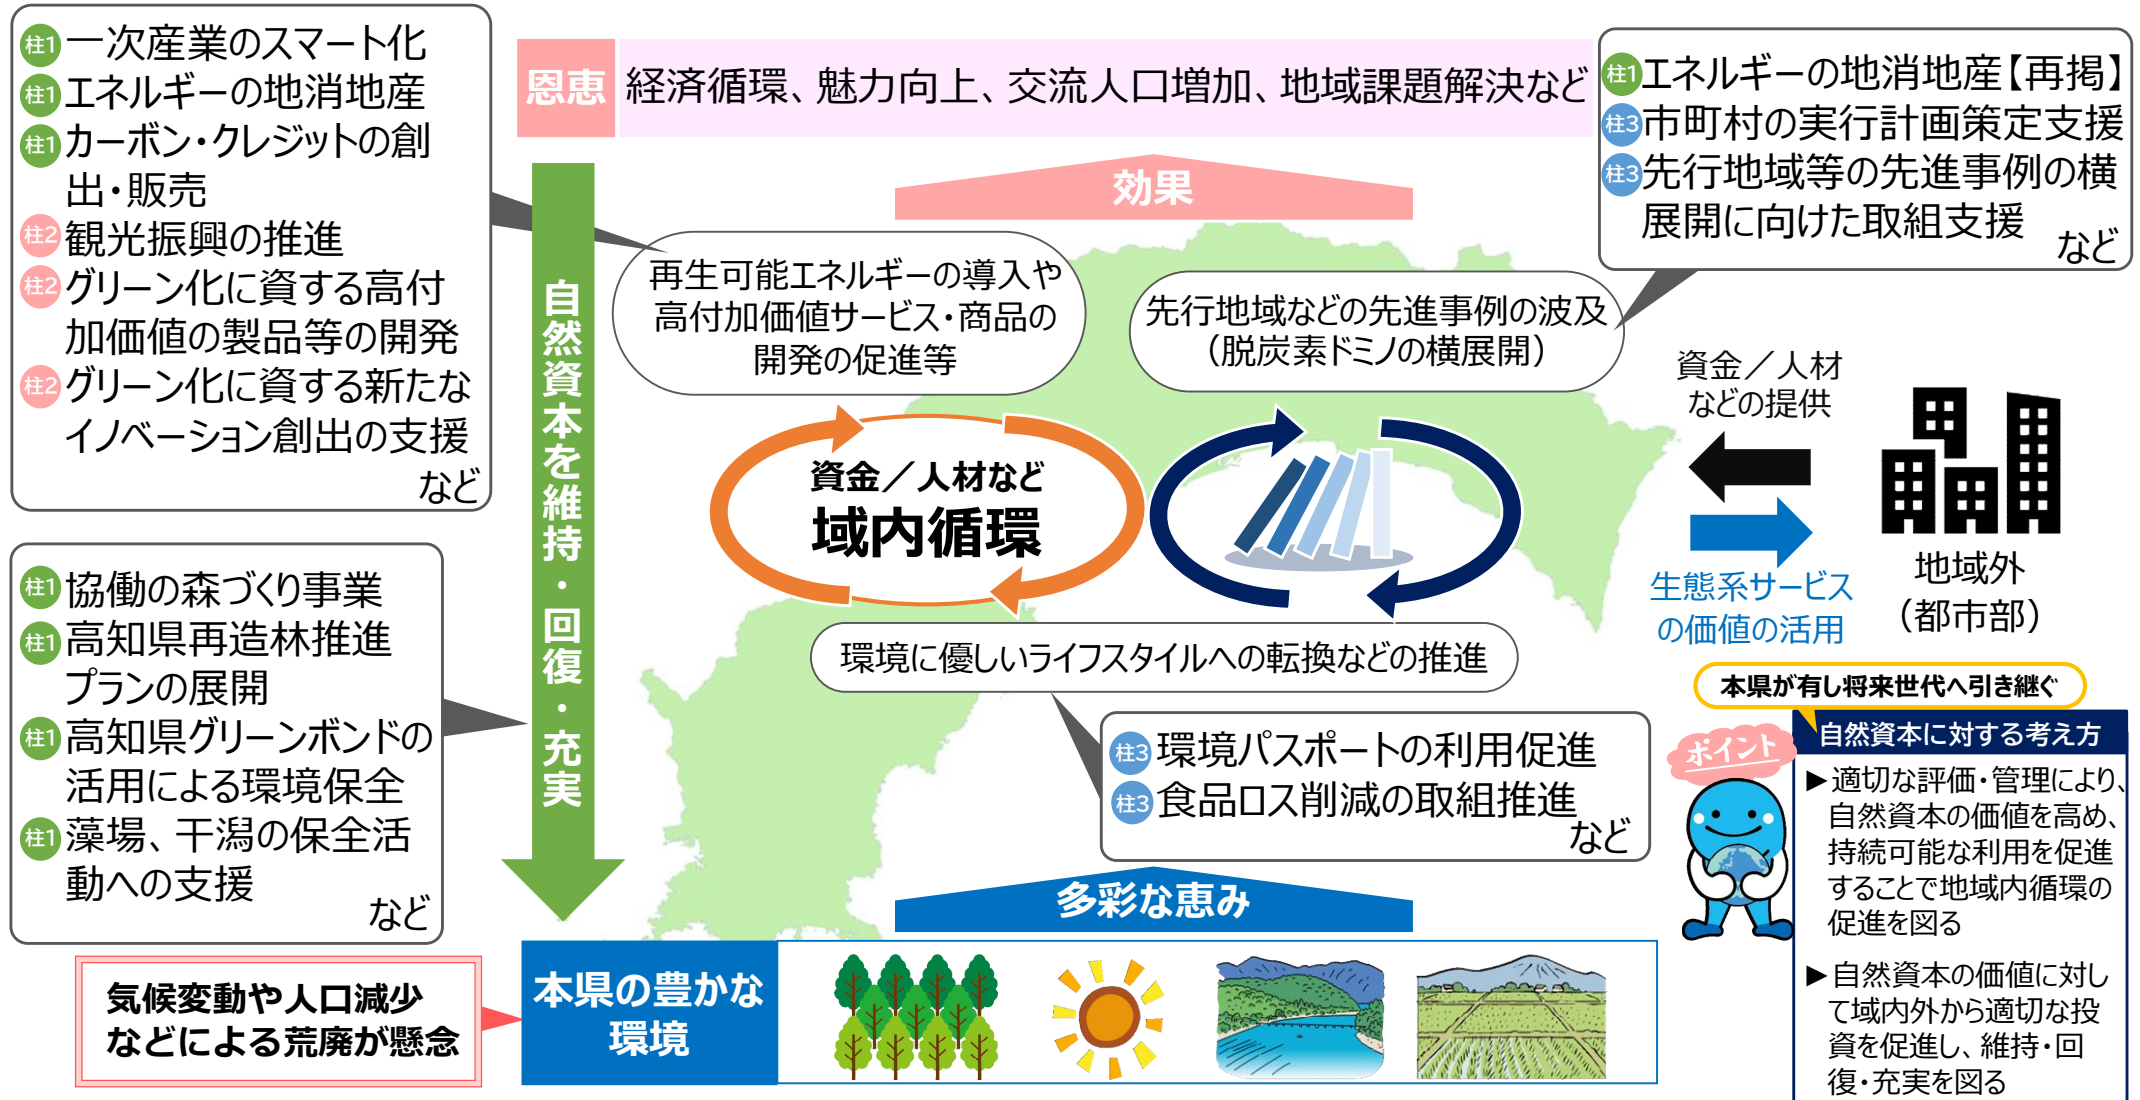 柱1 一次産業のスマート化
柱1 エネルギーの地消地産
柱1 カーボン・クレジットの創
出・販売
柱2 観光振興の推進
柱2 グリーン化に資する高付
加価値の製品等の開発
柱2 グリーン化に資する新たな
イノベーション創出の支援
など
恩恵 経済循環、魅力向上、交流人口増加、地域課題解決など
柱1 エネルギーの地消地産【再掲】
柱3 市町村の実行計画策定支援
柱3 先行地域等の先進事例の横
展開に向けた取組支援
など
効果
自然資本を維持・回復・充実
再生可能エネルギーの導入や
高付加価値サービス・商品の
開発の促進等
先行地域などの先進事例の波及
（脱炭素ドミノの横展開）
資金／人材など
域内循環
資金／人材
などの提供
生態系サービス
の価値の活用
地域外
（都市部）
環境に優しいライフスタイルへの転換などの推進
柱3 環境パスポートの利用促進
柱3 食品ロス削減の取組推進
など
柱1 協働の森づくり事業
柱1 高知県再造林推進
プランの展開
柱1 高知県グリーンボンドの
活用による環境保全
柱1 藻場、干潟の保全活
動への支援
など
本県が有し将来世代へ引き継ぐ
自然資本に対する考え方
ポイント
▶適切な評価・管理により、
自然資本の価値を高め、
持続可能な利用を促進
することで地域内循環の
促進を図る
▶自然資本の価値に対し
て域内外から適切な投
資を促進し、維持・回
復・充実を図る
多彩な恵み
気候変動や人口減少
などによる荒廃が懸念
本県の豊かな
環境